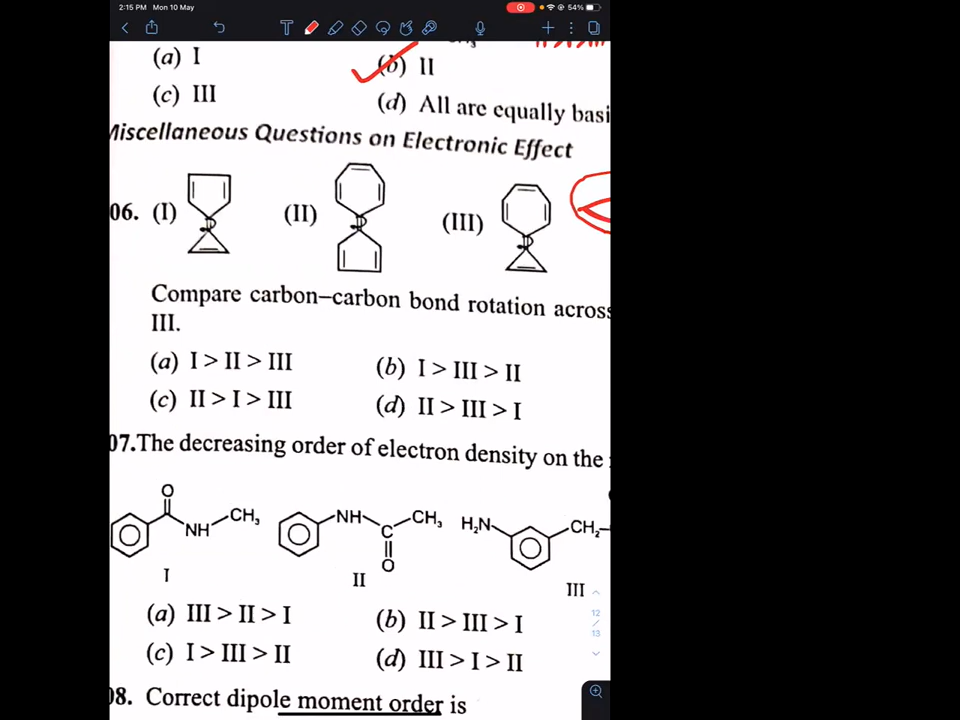 2:15 PM Mon 10 May
54%
(a) I
(b) II
(c) III
(d) All are equally basi
Miscellaneous Questions on Electronic Effect
06. (I) (II) (III)
Compare carbon–carbon bond rotation across
III.
(a) I > II > III (b) I > III > II
(c) II > I > III (d) II > III > I
07.The decreasing order of electron density on the
O
NH CH₃
I
NH CH₃
C
O
II
H₂N CH₂
III
(a) III > II > I (b) II > III > I
(c) I > III > II (d) III > I > II
12
/
13
08. Correct dipole moment order is